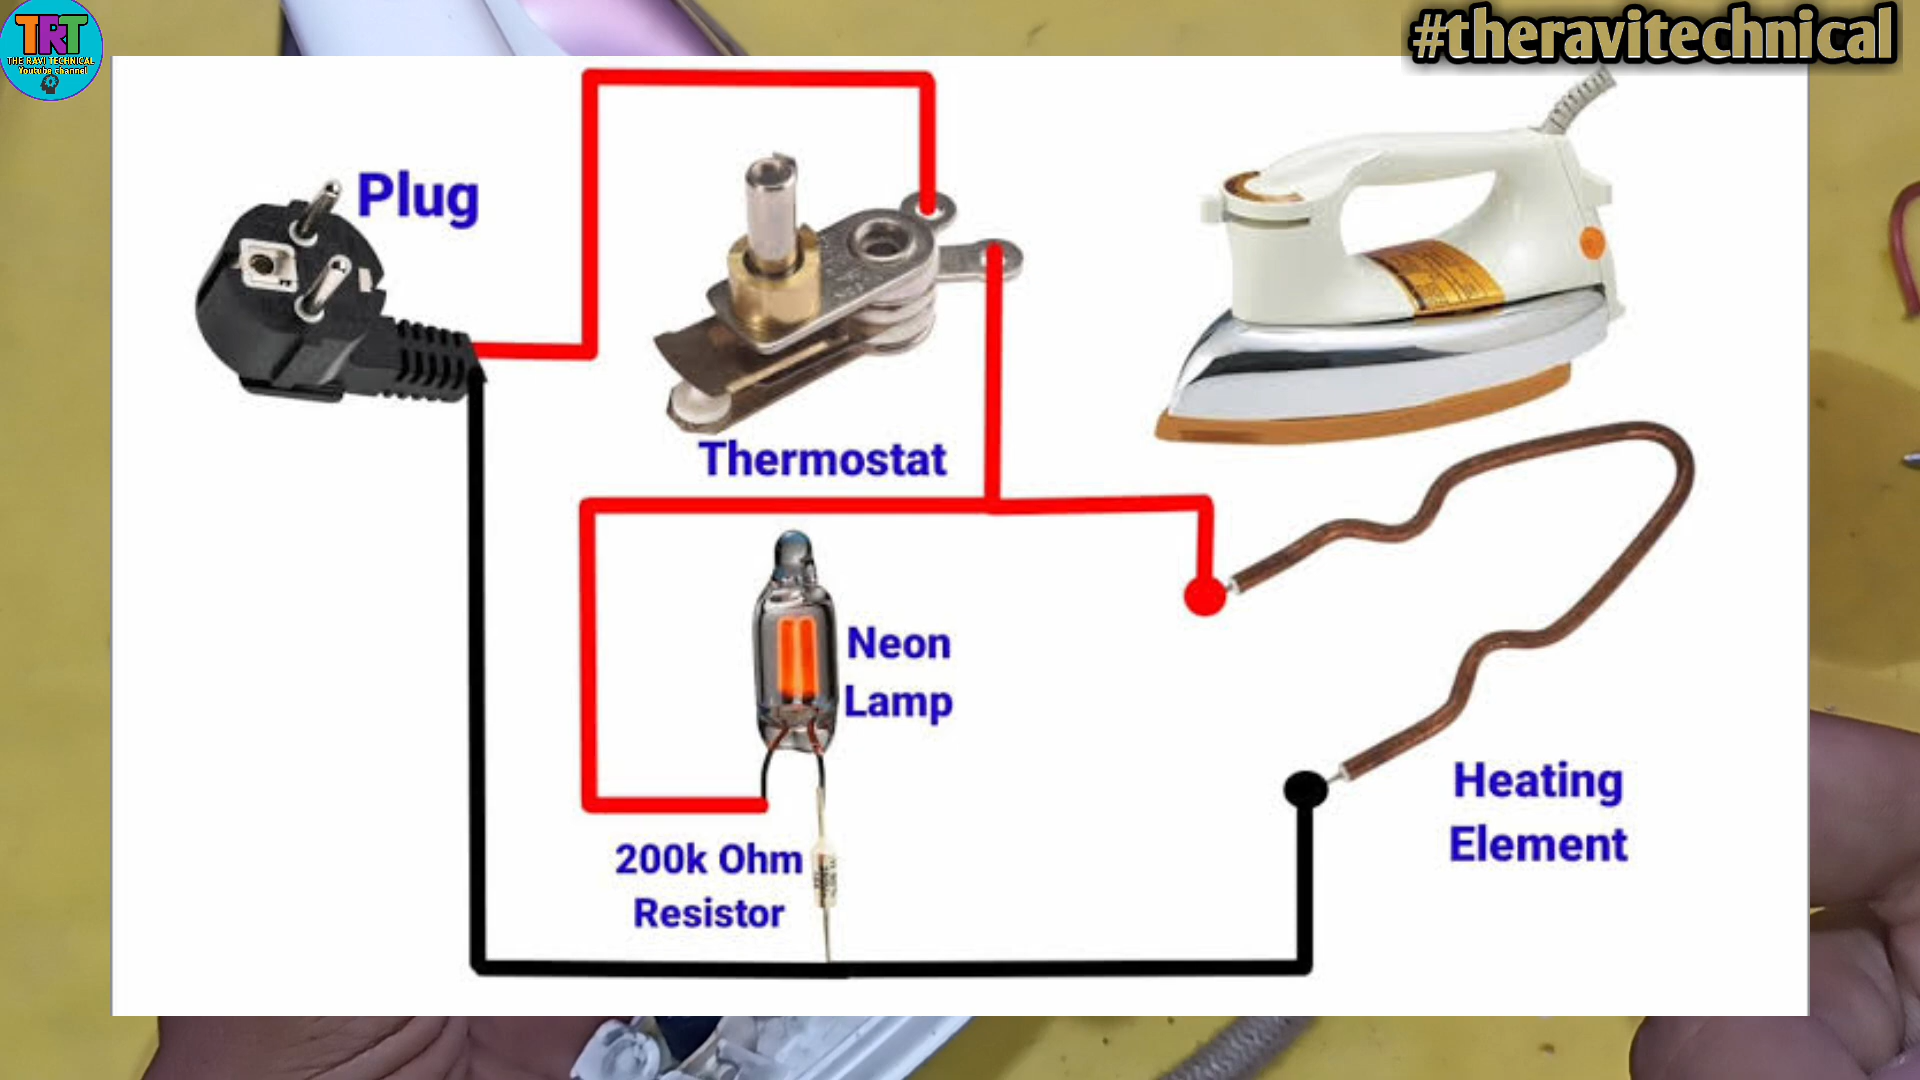 TRT
THE RAVI TECHNICAL
Youtube channel
#theravitechnical
Plug
Thermostat
Neon
Lamp
200k Ohm
Resistor
Heating
Element